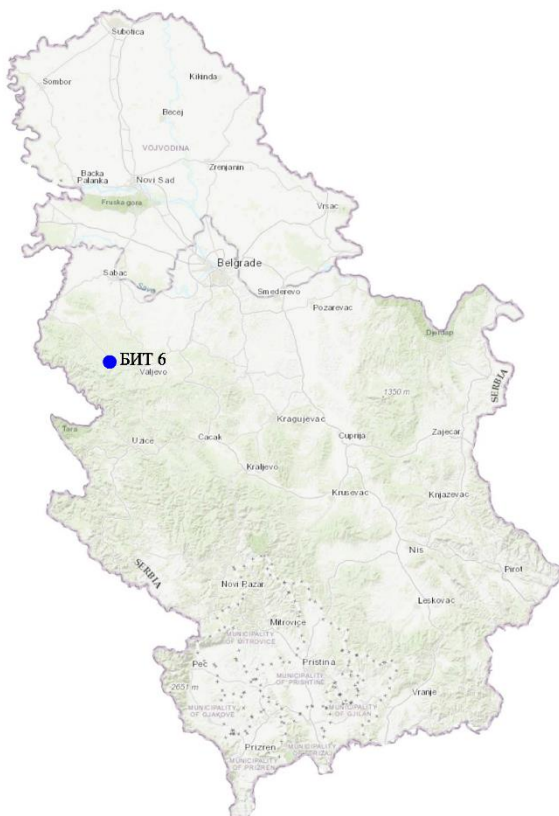 Subotica
Sombor
Kikinda
Becej
VOJVODINA
Backa
Palanka
Novi Sad
Zrenjanin
Fruska gora
Vrsac
Belgrade
Sabac
Sava
Smederevo
Pozarevac
Djerdap
БИТ 6
Valjevo
1350 m
SERBIA
Tara
Uzice
Cacak
Kragujevac
Cuprija
Zajecar
Kraljevo
Krusevac
Knjazevac
Nis
Pirot
SERBIA
Novi Pazar
Leskovac
Mitrovice
MUNICIPALITY
OF MITROVICE
Peć
Pristina
MUNICIPALITY
OF PRISHTINE
2651 m
Vranje
MUNICIPALITY
OF GJAKOVE
MUNICIPALITY
OF GJILAN
Prizren
MUNICIPALITY
OF PRIZREN
MUNICIPALITY